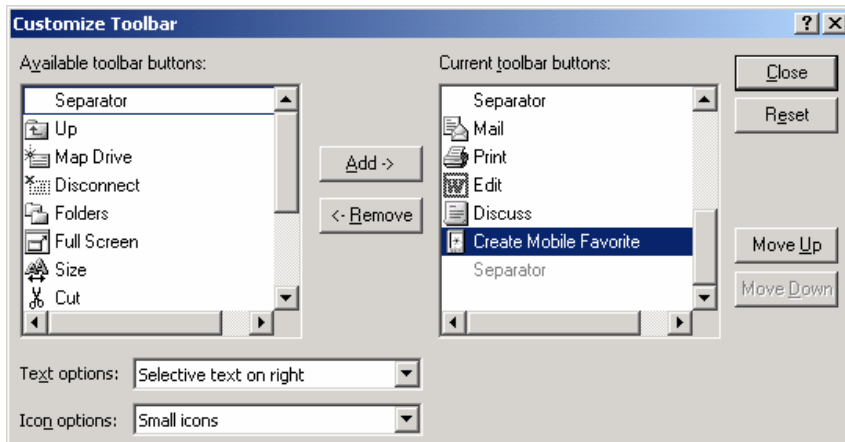 Customize Toolbar
Available toolbar buttons:
Separator
Up
Map Drive
Disconnect
Folders
Full Screen
Size
Cut
Add ->
<- Remove
Current toolbar buttons:
Separator
Mail
Print
Edit
Discuss
Create Mobile Favorite
Separator
Close
Reset
Move Up
Move Down
Text options: Selective text on right
Icon options: Small icons